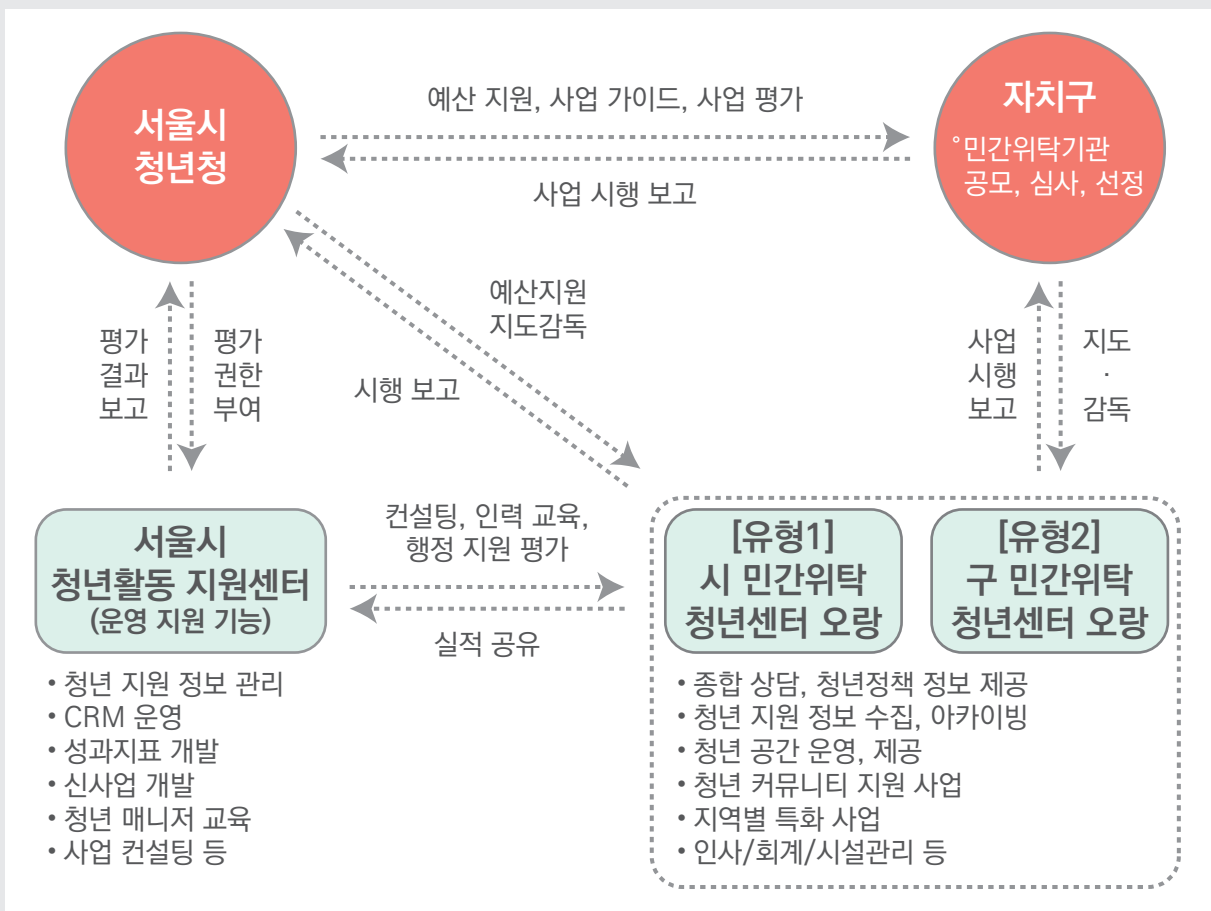 서울시
청년청
예산 지원, 사업 가이드, 사업 평가
사업 시행 보고
자치구
°민간위탁기관
공모, 심사, 선정
평가
결과
보고
평가
권한
부여
예산지원
지도감독
시행 보고
사업
시행
보고
지도
·
감독
서울시
청년활동 지원센터
(운영 지원 기능)
컨설팅, 인력 교육,
행정 지원 평가
실적 공유
[유형1]
시 민간위탁
청년센터 오랑
[유형2]
구 민간위탁
청년센터 오랑
• 청년 지원 정보 관리
• CRM 운영
• 성과지표 개발
• 신사업 개발
• 청년 매니저 교육
• 사업 컨설팅 등
• 종합 상담, 청년정책 정보 제공
• 청년 지원 정보 수집, 아카이빙
• 청년 공간 운영, 제공
• 청년 커뮤니티 지원 사업
• 지역별 특화 사업
• 인사/회계/시설관리 등